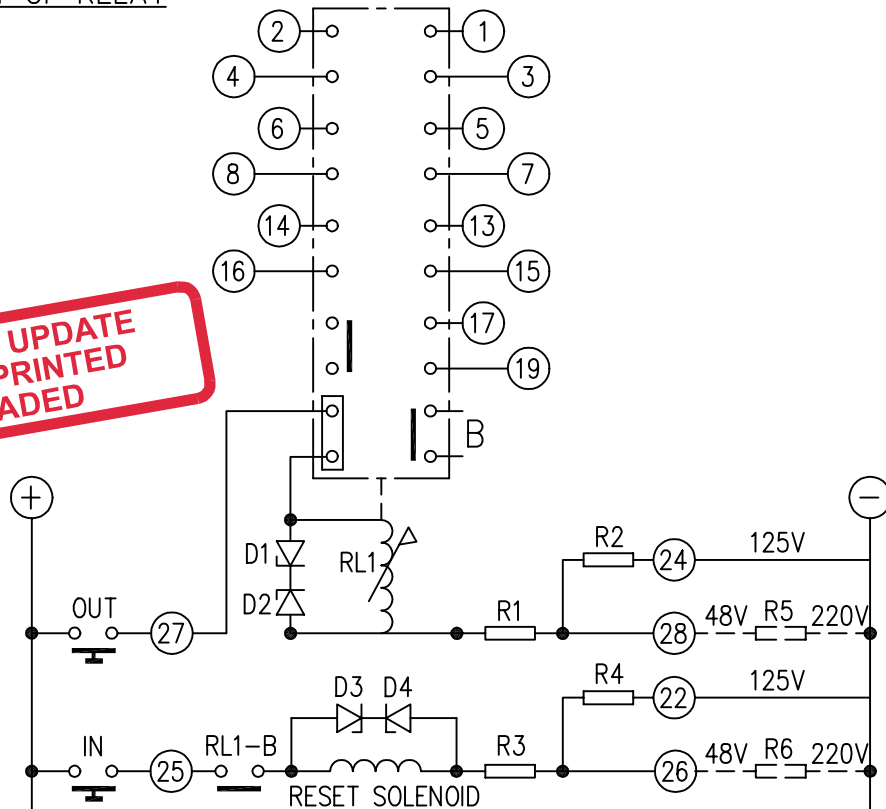 OF RELAY
2
1
4
3
6
5
8
7
14
13
16
15
17
19
UPDATE
PRINTED
ADED
B
+
−
D1
D2
RL1
R2
24
125V
OUT
27
R1
28
48V
R5
220V
D3
D4
R4
22
125V
IN
25
RL1-B
R3
26
48V
R6
220V
RESET SOLENOID